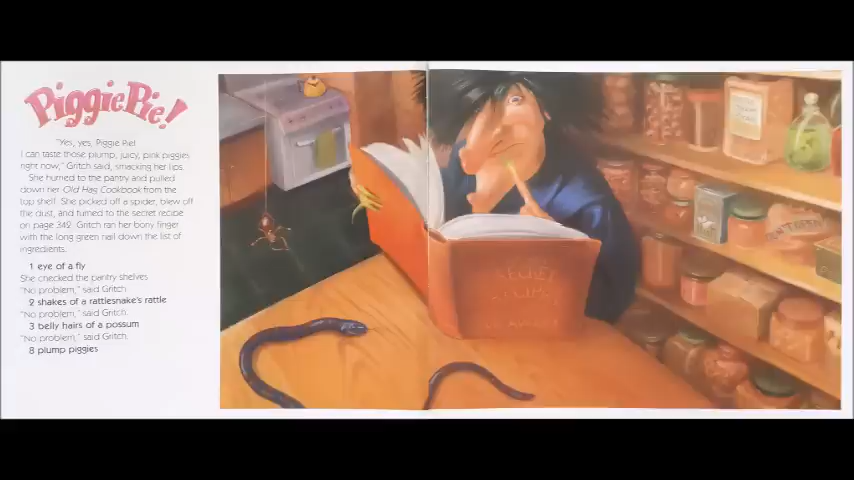 Piggie Pie!
"Yes, yes, Piggie Pie!
I can taste those plump, juicy, pink piggies
right now," Gritch said, smacking her lips.
She hurried to the pantry and pulled
down her Old Hag Cookbook from the
top shelf. She picked off a spider, blew off
the dust, and turned to the secret recipe
on page 342. Gritch ran her bony finger
with the long green nail down the list of
ingredients.
1 eye of a fly
She checked the pantry shelves
"No problem," said Gritch.
2 shakes of a rattlesnake's rattle
"No problem," said Gritch.
3 belly hairs of a possum
"No problem," said Gritch.
8 plump piggies
SECRET